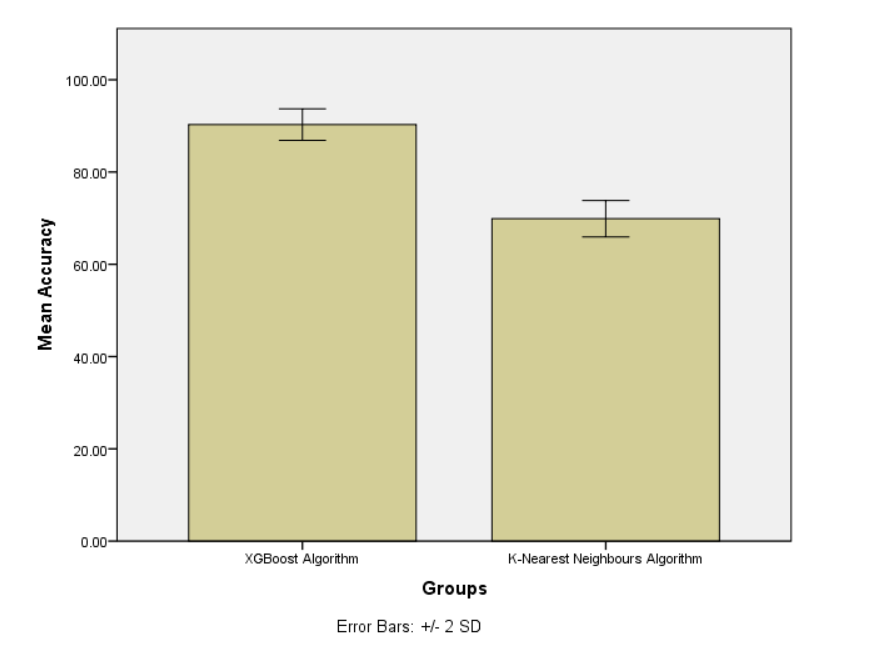 100.00
80.00
60.00
40.00
20.00
0.00
Mean Accuracy
XGBoost Algorithm
K-Nearest Neighbours Algorithm
Groups
Error Bars: +/- 2 SD